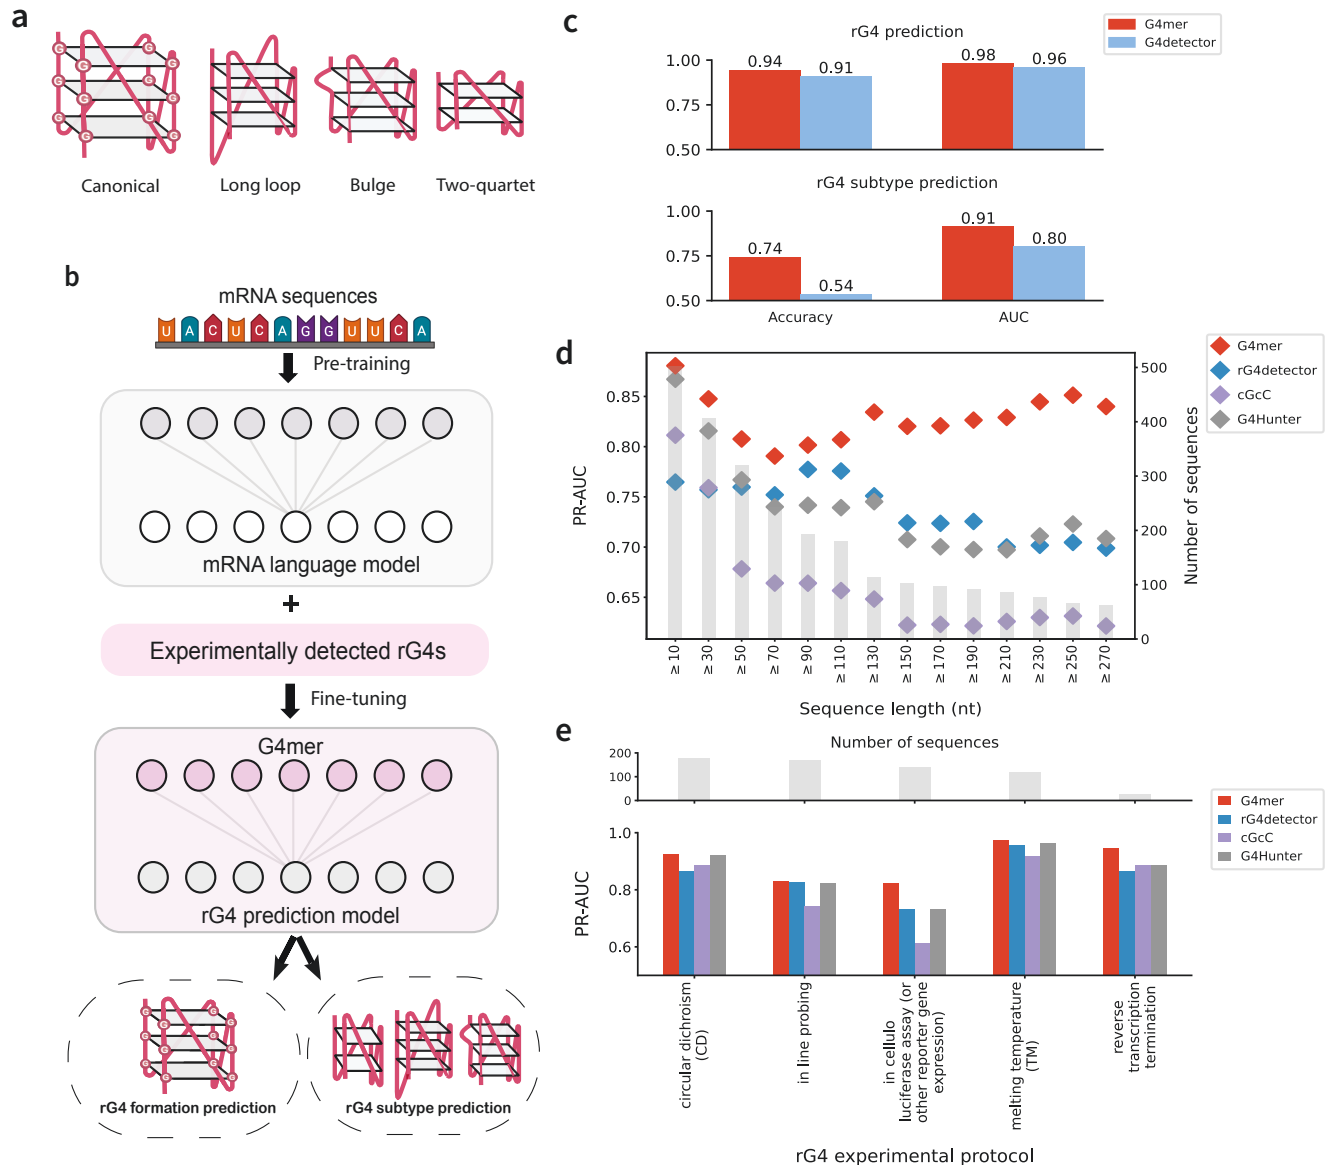 a
G G G G G G G G G G G
Canonical
Long loop
Bulge
Two-quartet
b
mRNA sequences
U A C U C A G G U U C A
Pre-training
mRNA language model
+
Experimentally detected rG4s
Fine-tuning
G4mer
rG4 prediction model
G G G G G G G G G G G
rG4 formation prediction
rG4 subtype prediction
c
G4mer
G4detector
rG4 prediction
1.00
0.75
0.50
0.94
0.91
0.98
0.96
rG4 subtype prediction
1.00
0.75
0.50
0.74
0.54
0.91
0.80
Accuracy
AUC
d
G4mer
rG4detector
cGcC
G4Hunter
PR-AUC
0.85
0.80
0.75
0.70
0.65
500
400
300
200
100
0
Number of sequences
≥ 10
≥ 30
≥ 50
≥ 70
≥ 90
≥ 110
≥ 130
≥ 150
≥ 170
≥ 190
≥ 210
≥ 230
≥ 250
≥ 270
Sequence length (nt)
e
Number of sequences
200
100
0
G4mer
rG4detector
cGcC
G4Hunter
PR-AUC
1.0
0.8
0.6
circular dichroism
(CD)
in line probing
in cellulo
luciferase assay (or
other reporter gene
expression)
melting temperature
(TM)
reverse
transcription
termination
rG4 experimental protocol